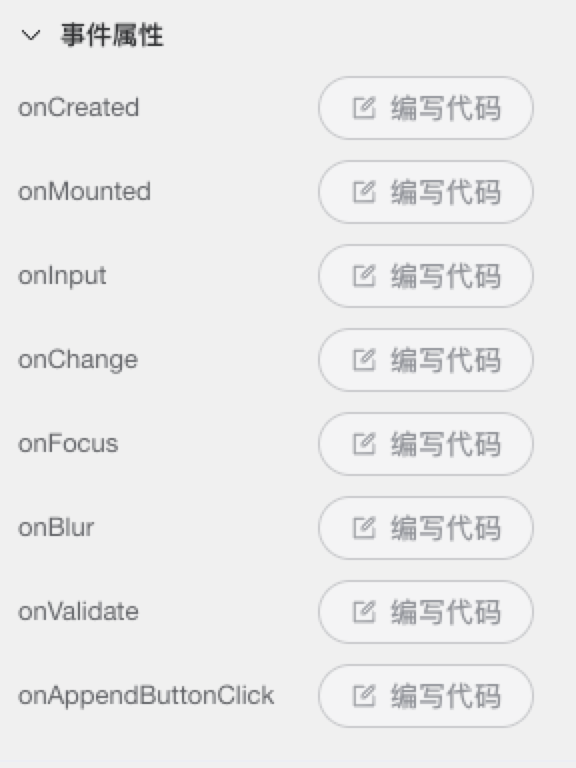 事件属性
onCreated 编写代码
onMounted 编写代码
onInput 编写代码
onChange 编写代码
onFocus 编写代码
onBlur 编写代码
onValidate 编写代码
onAppendButtonClick 编写代码